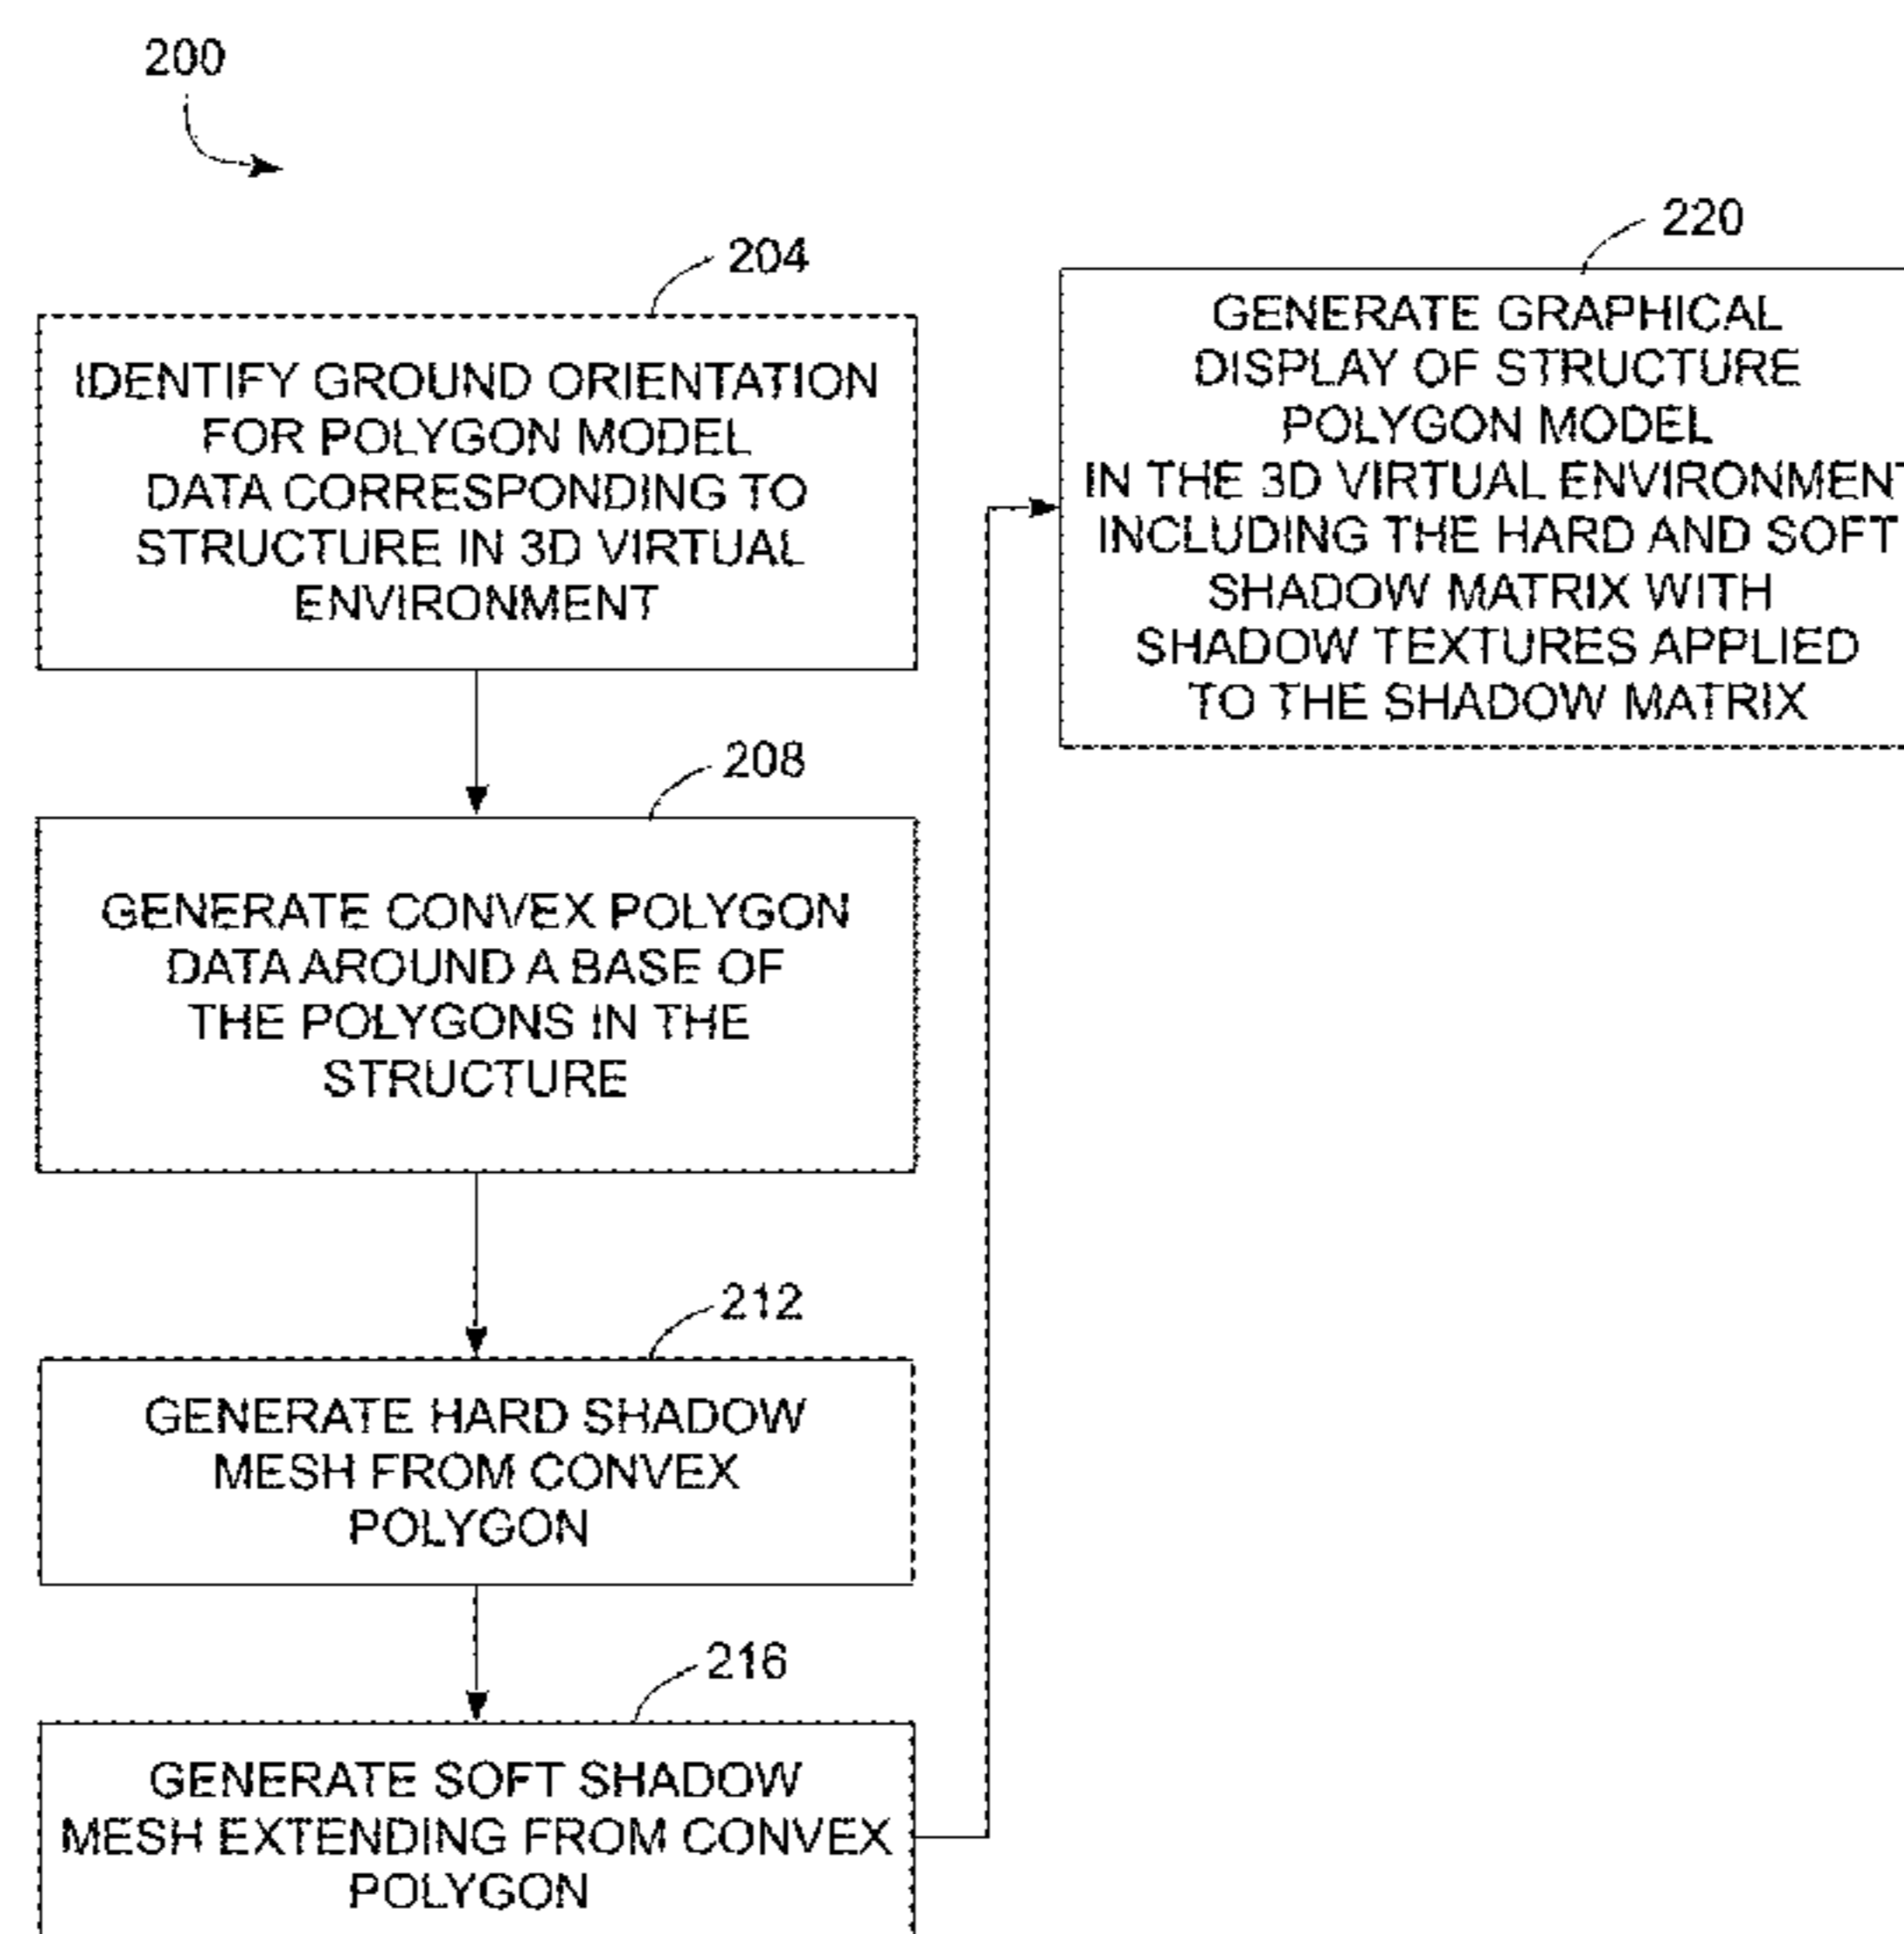 200
204
IDENTIFY GROUND ORIENTATION
FOR POLYGON MODEL
DATA CORRESPONDING TO
STRUCTURE IN 3D VIRTUAL
ENVIRONMENT
208
GENERATE CONVEX POLYGON
DATA AROUND A BASE OF
THE POLYGONS IN THE
STRUCTURE
212
GENERATE HARD SHADOW
MESH FROM CONVEX
POLYGON
216
GENERATE SOFT SHADOW
MESH EXTENDING FROM CONVEX
POLYGON
220
GENERATE GRAPHICAL
DISPLAY OF STRUCTURE
POLYGON MODEL
IN THE 3D VIRTUAL ENVIRONMENT
INCLUDING THE HARD AND SOFT
SHADOW MATRIX WITH
SHADOW TEXTURES APPLIED
TO THE SHADOW MATRIX